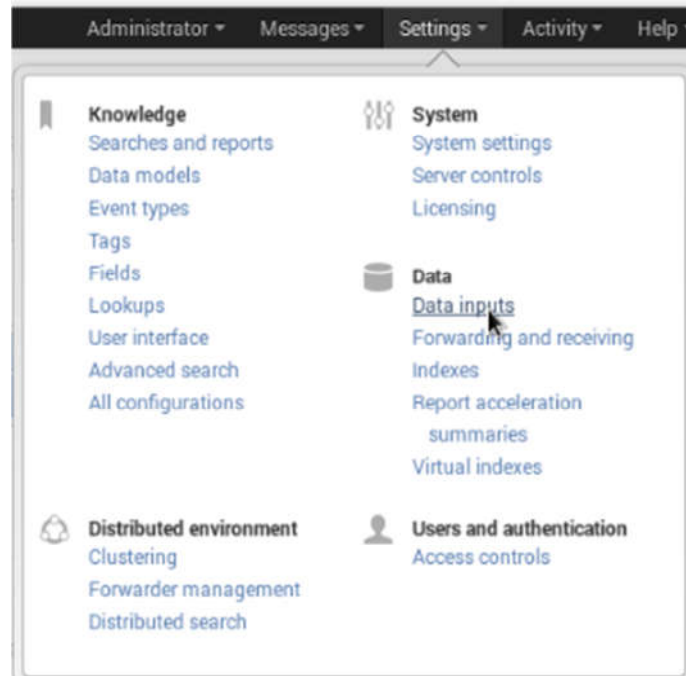 Administrator Messages Settings Activity Help
Knowledge
Searches and reports
Data models
Event types
Tags
Fields
Lookups
User interface
Advanced search
All configurations
System
System settings
Server controls
Licensing
Data
Data inputs
Forwarding and receiving
Indexes
Report acceleration
summaries
Virtual indexes
Distributed environment
Clustering
Forwarder management
Distributed search
Users and authentication
Access controls